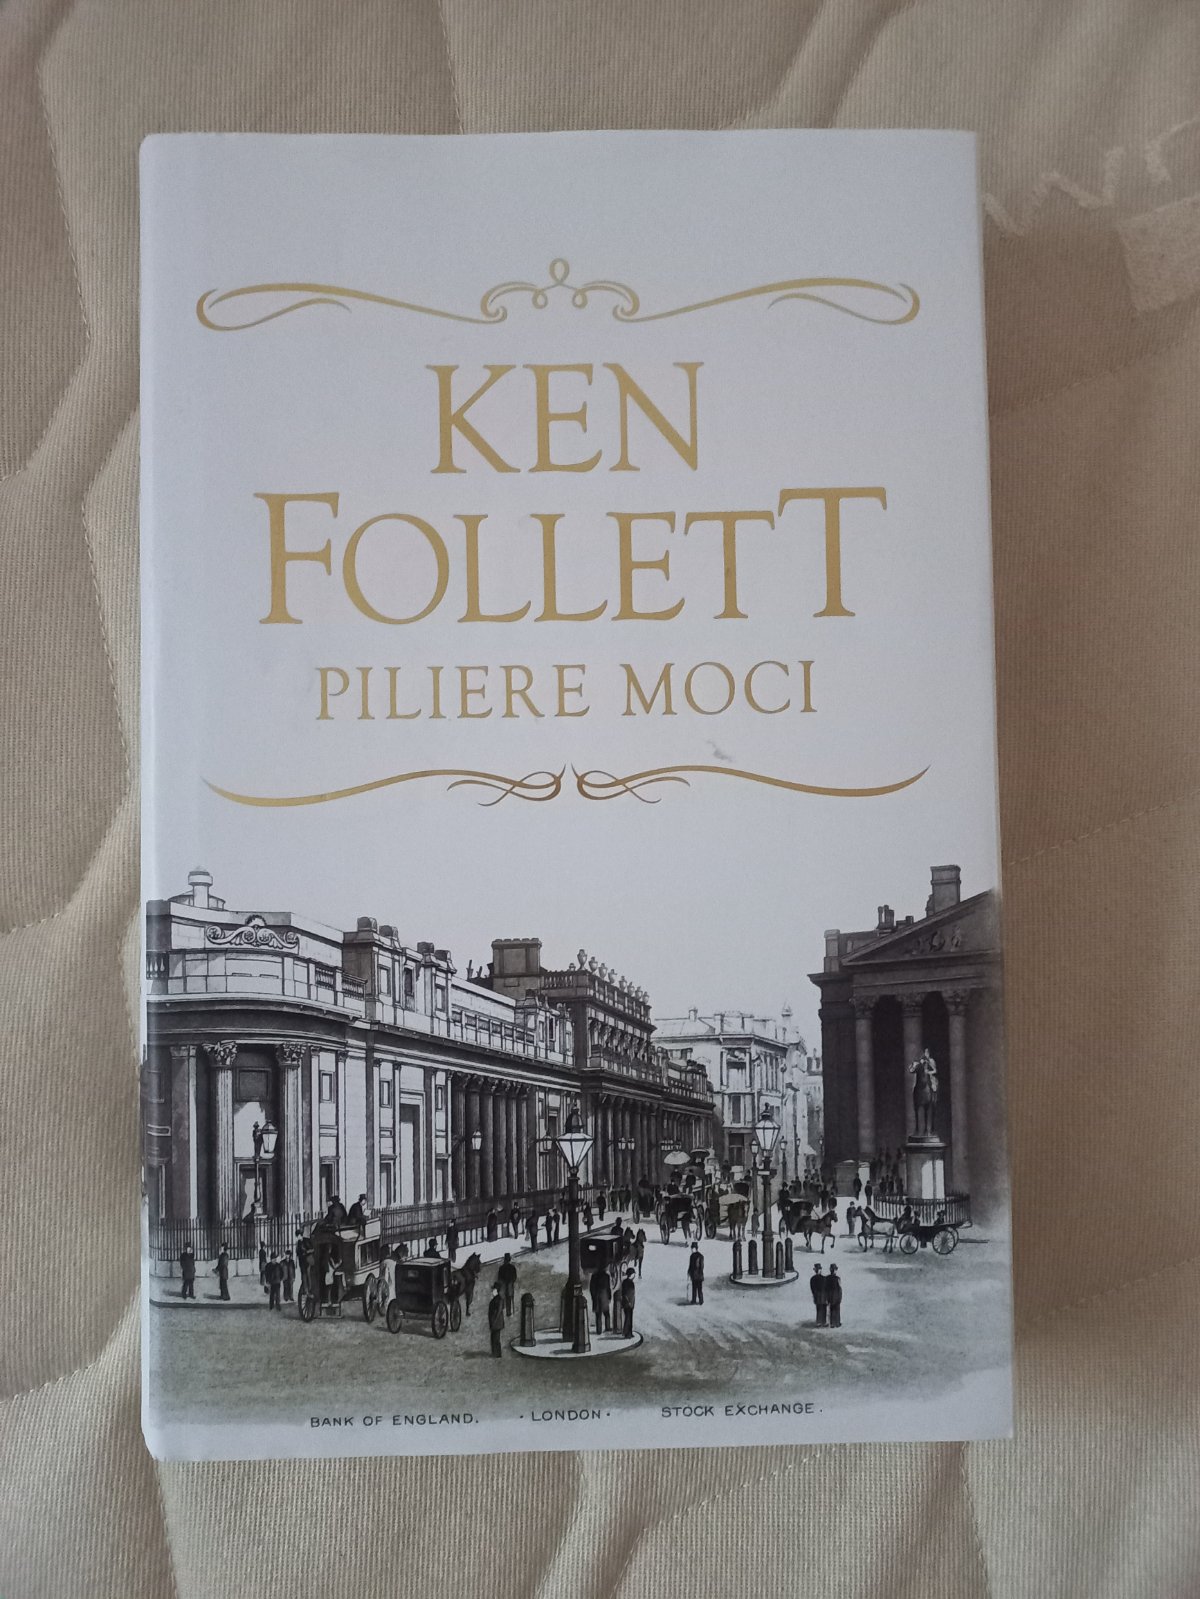 KEN
FOLLETT
PILIERE MOCI
BANK OF ENGLAND. · LONDON · STOCK EXCHANGE.